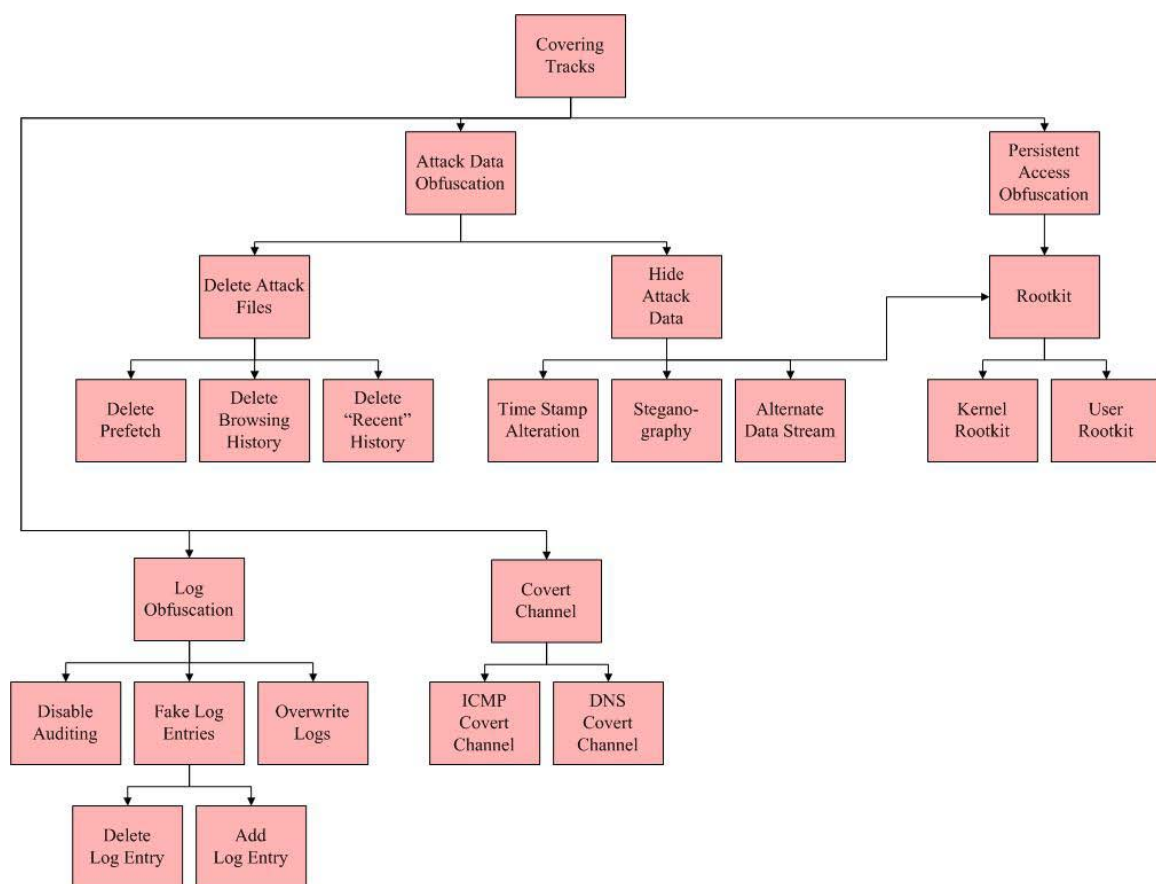 Covering
Tracks
Attack Data
Obfuscation
Persistent
Access
Obfuscation
Delete Attack
Files
Hide
Attack
Data
Rootkit
Delete
Prefetch
Delete
Browsing
History
Delete
“Recent”
History
Time Stamp
Alteration
Stegano-
graphy
Alternate
Data Stream
Kernel
Rootkit
User
Rootkit
Log
Obfuscation
Covert
Channel
Disable
Auditing
Fake Log
Entries
Overwrite
Logs
ICMP
Covert
Channel
DNS
Covert
Channel
Delete
Log Entry
Add
Log Entry